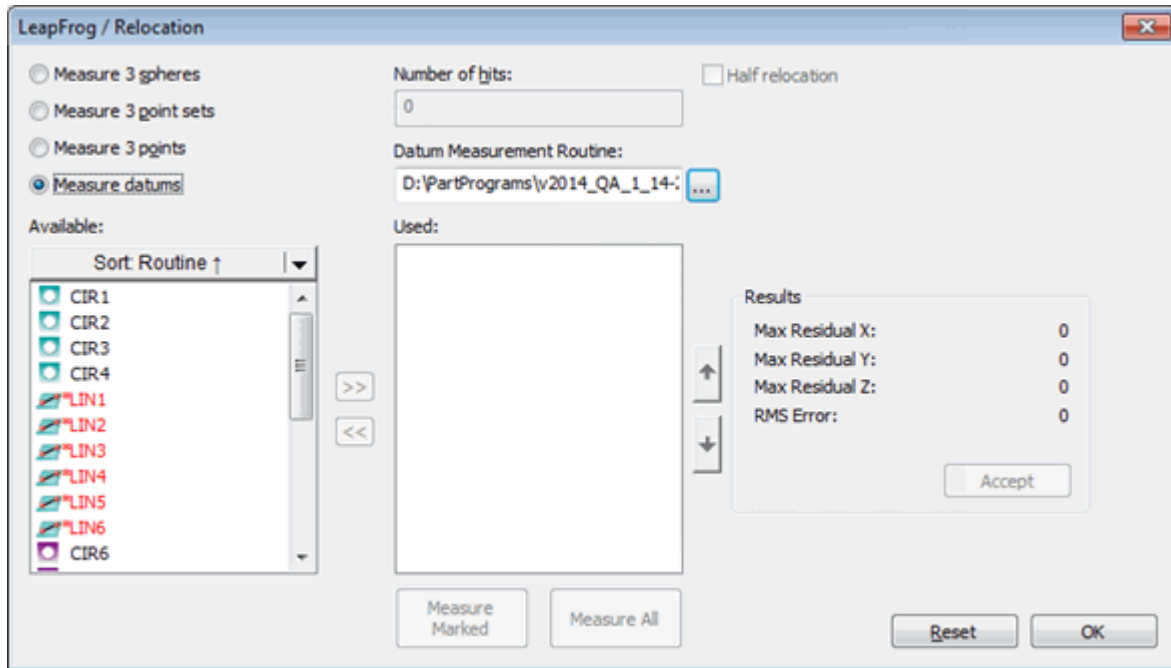 LeapFrog / Relocation
Measure 3 spheres
Number of hits:
Half relocation
Measure 3 point sets
0
Measure 3 points
Datum Measurement Routine:
Measure datums
D:\PartPrograms\v2014_QA_1_14-
...
Available:
Used:
Sort: Routine ↑
CIR1
CIR2
CIR3
CIR4
*LIN1
*LIN2
*LIN3
*LIN4
*LIN5
*LIN6
CIR6
>>
<<
Results
Max Residual X: 0
Max Residual Y: 0
Max Residual Z: 0
RMS Error: 0
Accept
Measure
Marked
Measure All
Reset
OK